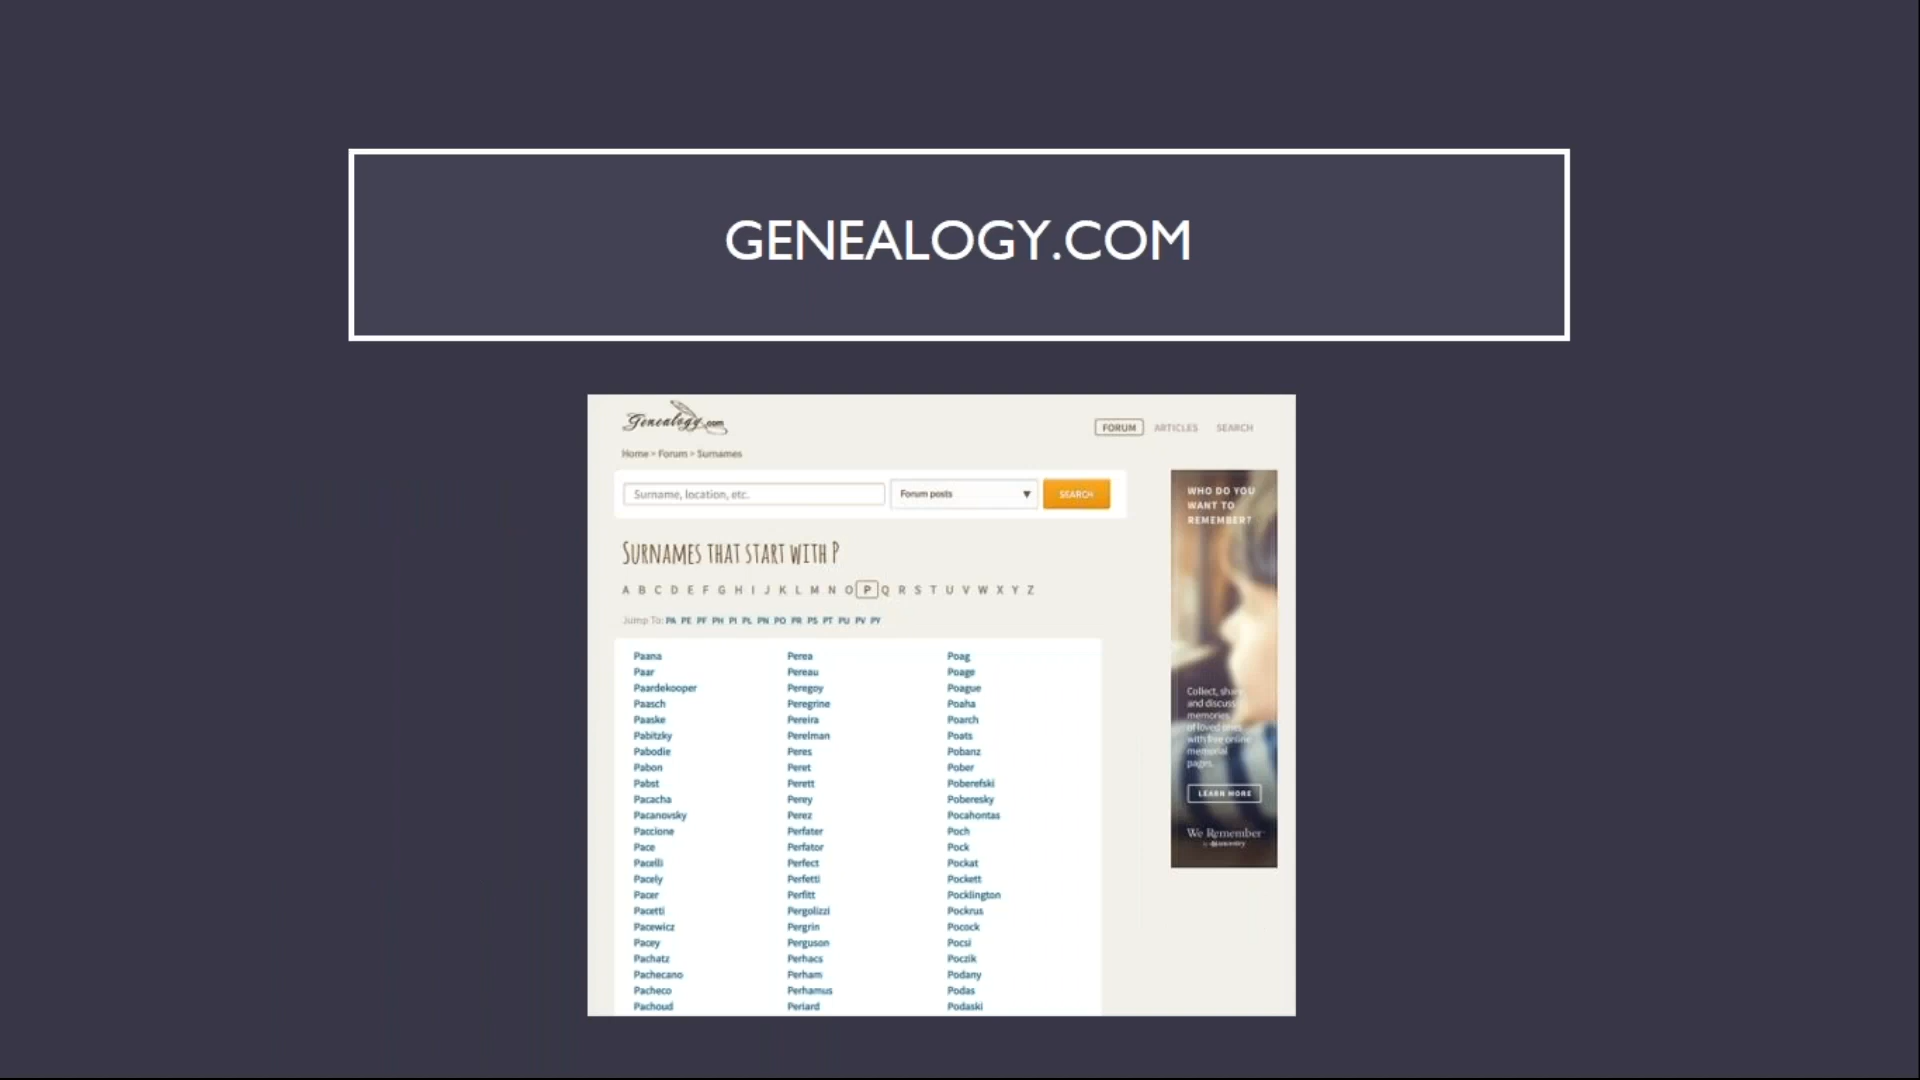 GENEALOGY.COM
Genealogy.com
FORUM ARTICLES SEARCH
Home > Forum > Surnames
Surname, location, etc.
Forum posts
SEARCH
SURNAMES THAT START WITH P
A B C D E F G H I J K L M N O P Q R S T U V W X Y Z
Jump To: PA PE PF PH PI PL PN PO PR PS PT PU PV PY
Paana
Paar
Paardekooper
Paasch
Paaske
Pabitzky
Pabodie
Pabon
Pabst
Pacacha
Pacanovsky
Paccione
Pace
Pacelli
Pacely
Pacer
Pacetti
Pacewicz
Pacey
Pachatz
Pachecano
Pacheco
Pachoud
Perea
Pereau
Peregoy
Peregrine
Pereira
Perelman
Peres
Peret
Perett
Perey
Perez
Perfater
Perfator
Perfect
Perfetti
Perfitt
Pergolizzi
Pergrin
Perguson
Perhacs
Perham
Perhamus
Periard
Poag
Poage
Poague
Poaha
Poarch
Poats
Pobanz
Pober
Poberefski
Poberesky
Pocahontas
Poch
Pock
Pockat
Pockett
Pocklington
Pockrus
Pocock
Pocsi
Poczik
Podany
Podas
Podaski
WHO DO YOU
WANT TO
REMEMBER?
Collect, share
and discuss
memories
of loved ones
with free online
memorial
pages.
LEARN MORE
We Remember
by ancestry